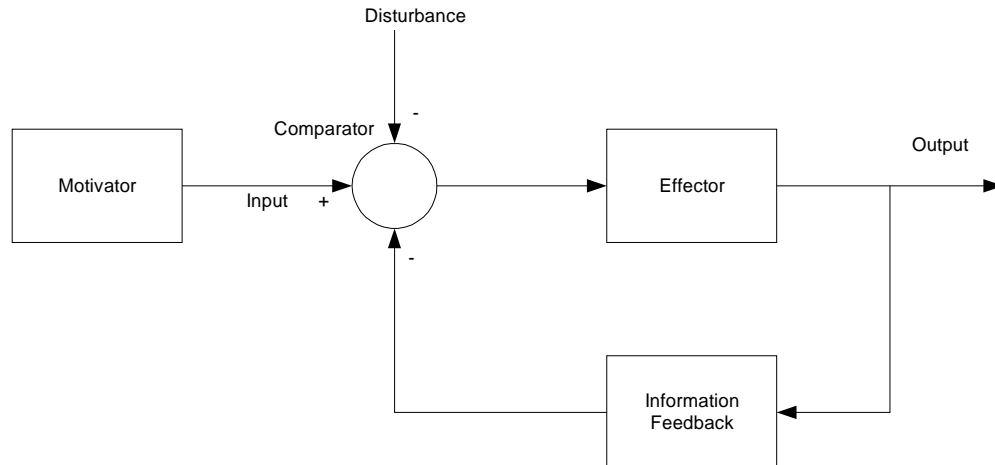 Disturbance
-
Comparator
Output
Motivator
Effector
Input +
-
Information
Feedback